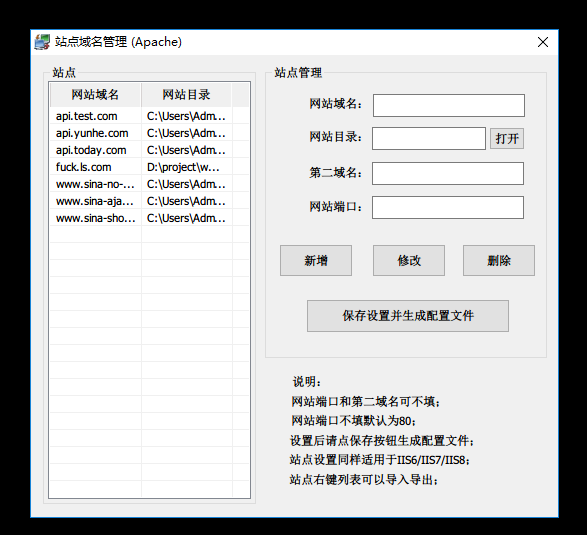 站点域名管理 (Apache)
站点
网站域名 网站目录
api.test.com C:\Users\Adm...
api.yunhe.com C:\Users\Adm...
api.today.com C:\Users\Adm...
fuck.ls.com D:\project\w...
www.sina-no-... C:\Users\Adm...
www.sina-aja... C:\Users\Adm...
www.sina-sho... C:\Users\Adm...
站点管理
网站域名：
网站目录： 打开
第二域名：
网站端口：
新增 修改 删除
保存设置并生成配置文件
说明：
网站端口和第二域名可不填；
网站端口不填默认为80；
设置后请点保存按钮生成配置文件；
站点设置同样适用于IIS6/IIS7/IIS8；
站点右键列表可以导入导出；